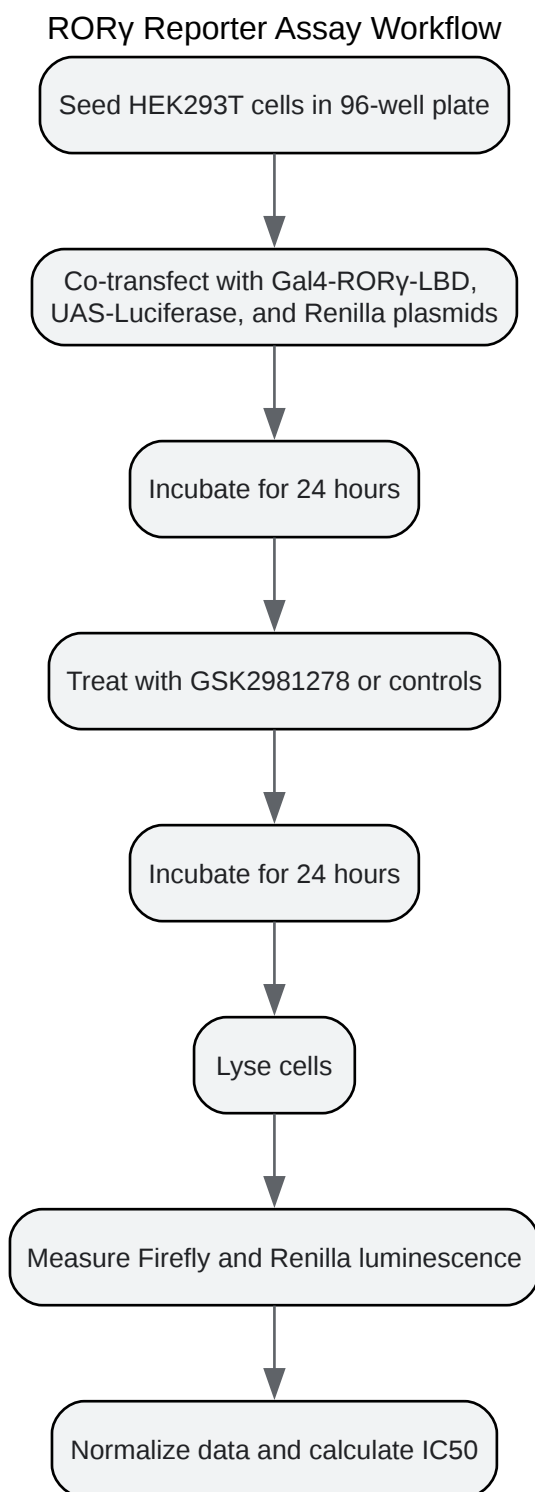 RORγ Reporter Assay Workflow
Seed HEK293T cells in 96-well plate
Co-transfect with Gal4-RORγ-LBD,
UAS-Luciferase, and Renilla plasmids
Incubate for 24 hours
Treat with GSK2981278 or controls
Incubate for 24 hours
Lyse cells
Measure Firefly and Renilla luminescence
Normalize data and calculate IC50